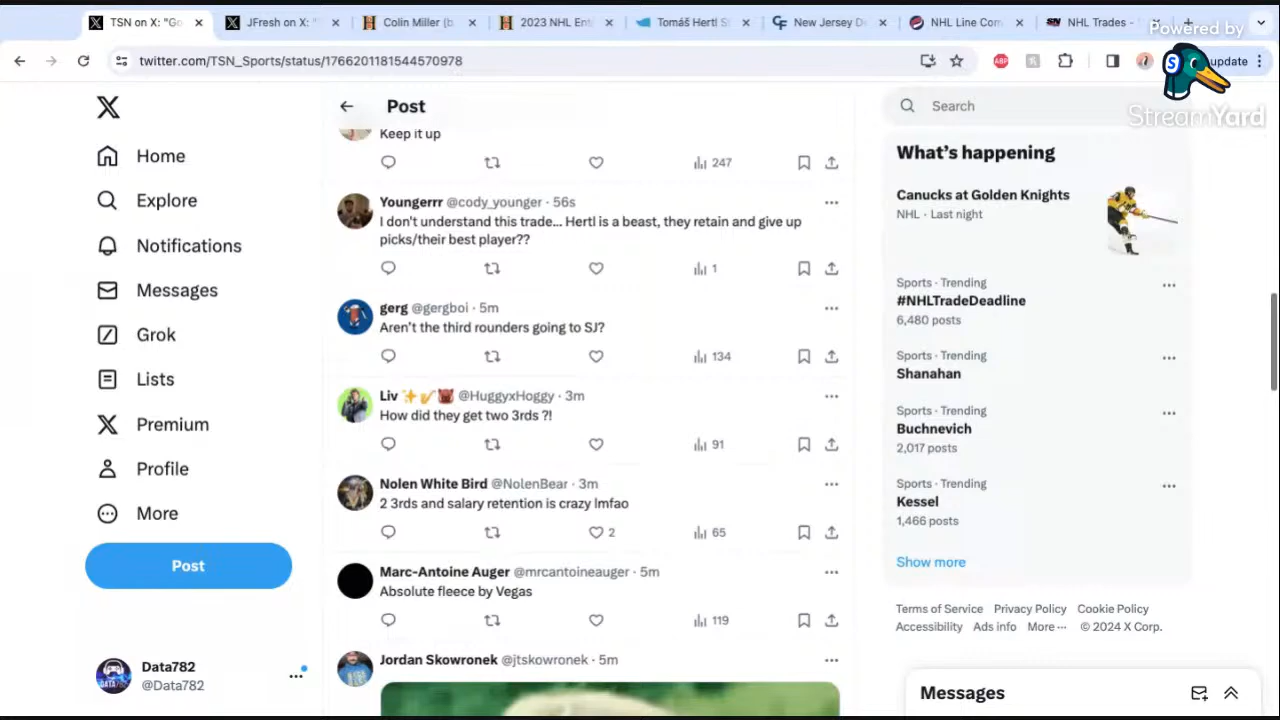 TSN on X: "Go
JFresh on X: "
Colin Miller (b
2023 NHL Ent
Tomáš Hertl S
New Jersey D
NHL Line Com
NHL Trades -
Powered by
twitter.com/TSN_Sports/status/1766201181544570978
ABP
update
S
StreamYard
Post
Search
Home
Explore
Notifications
Messages
Grok
Lists
Premium
Profile
More
Post
Data782
@Data782
Keep it up
247
Youngerrr @cody_younger · 56s
I don't understand this trade... Hertl is a beast, they retain and give up
picks/their best player??
1
gerg @gergboi · 5m
Aren't the third rounders going to SJ?
134
Liv @HuggyxHoggy · 3m
How did they get two 3rds ?!
91
Nolen White Bird @NolenBear · 3m
2 3rds and salary retention is crazy lmfao
2
65
Marc-Antoine Auger @mrcantoineauger · 5m
Absolute fleece by Vegas
119
Jordan Skowronek @jtskowronek · 5m
What's happening
Canucks at Golden Knights
NHL · Last night
Sports · Trending
#NHLTradeDeadline
6,480 posts
Sports · Trending
Shanahan
Sports · Trending
Buchnevich
2,017 posts
Sports · Trending
Kessel
1,466 posts
Show more
Terms of Service Privacy Policy Cookie Policy
Accessibility Ads info More ··· © 2024 X Corp.
Messages